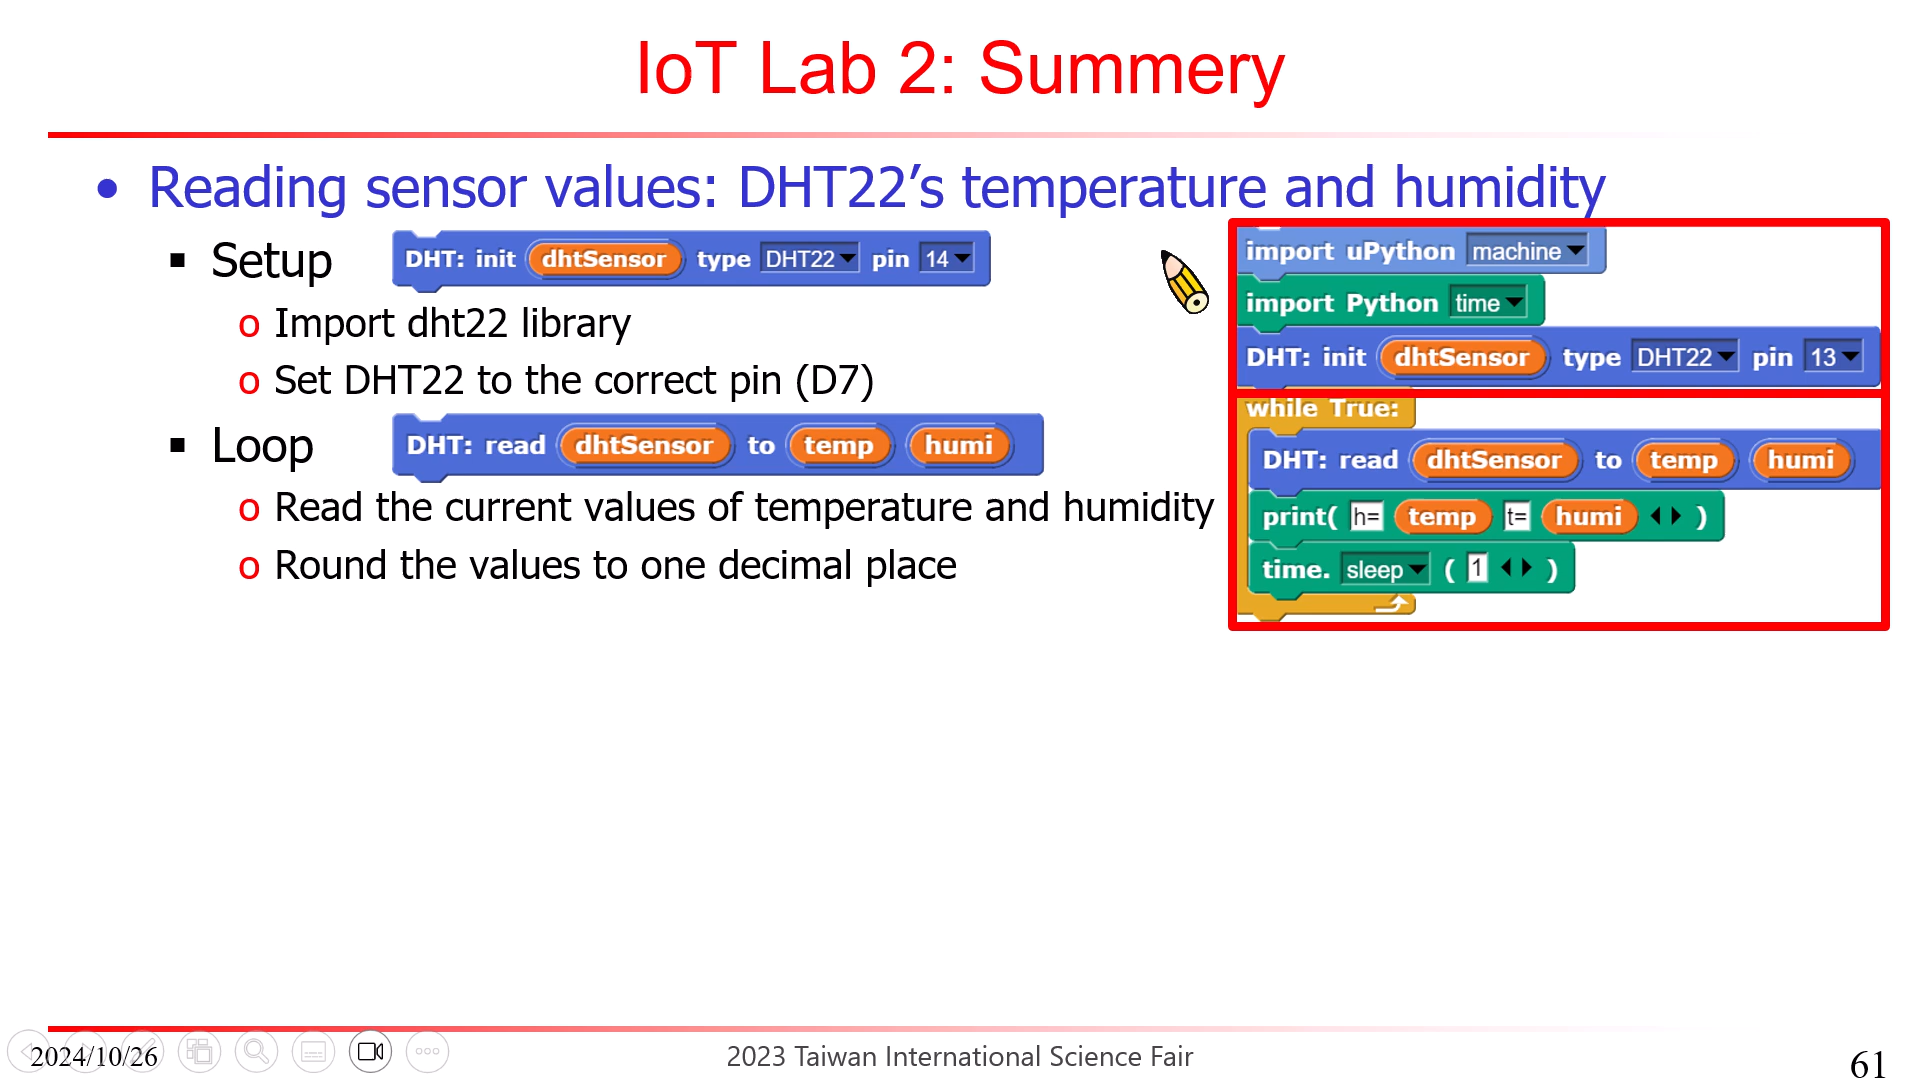 IoT Lab 2: Summery
• Reading sensor values: DHT22’s temperature and humidity
▪ Setup
DHT: init dhtSensor type DHT22 pin 14
o Import dht22 library
o Set DHT22 to the correct pin (D7)
▪ Loop
DHT: read dhtSensor to temp humi
o Read the current values of temperature and humidity
o Round the values to one decimal place
import uPython machine
import Python time
DHT: init dhtSensor type DHT22 pin 13
while True:
DHT: read dhtSensor to temp humi
print( h= temp t= humi )
time. sleep ( 1 )
2024/10/26
2023 Taiwan International Science Fair
61